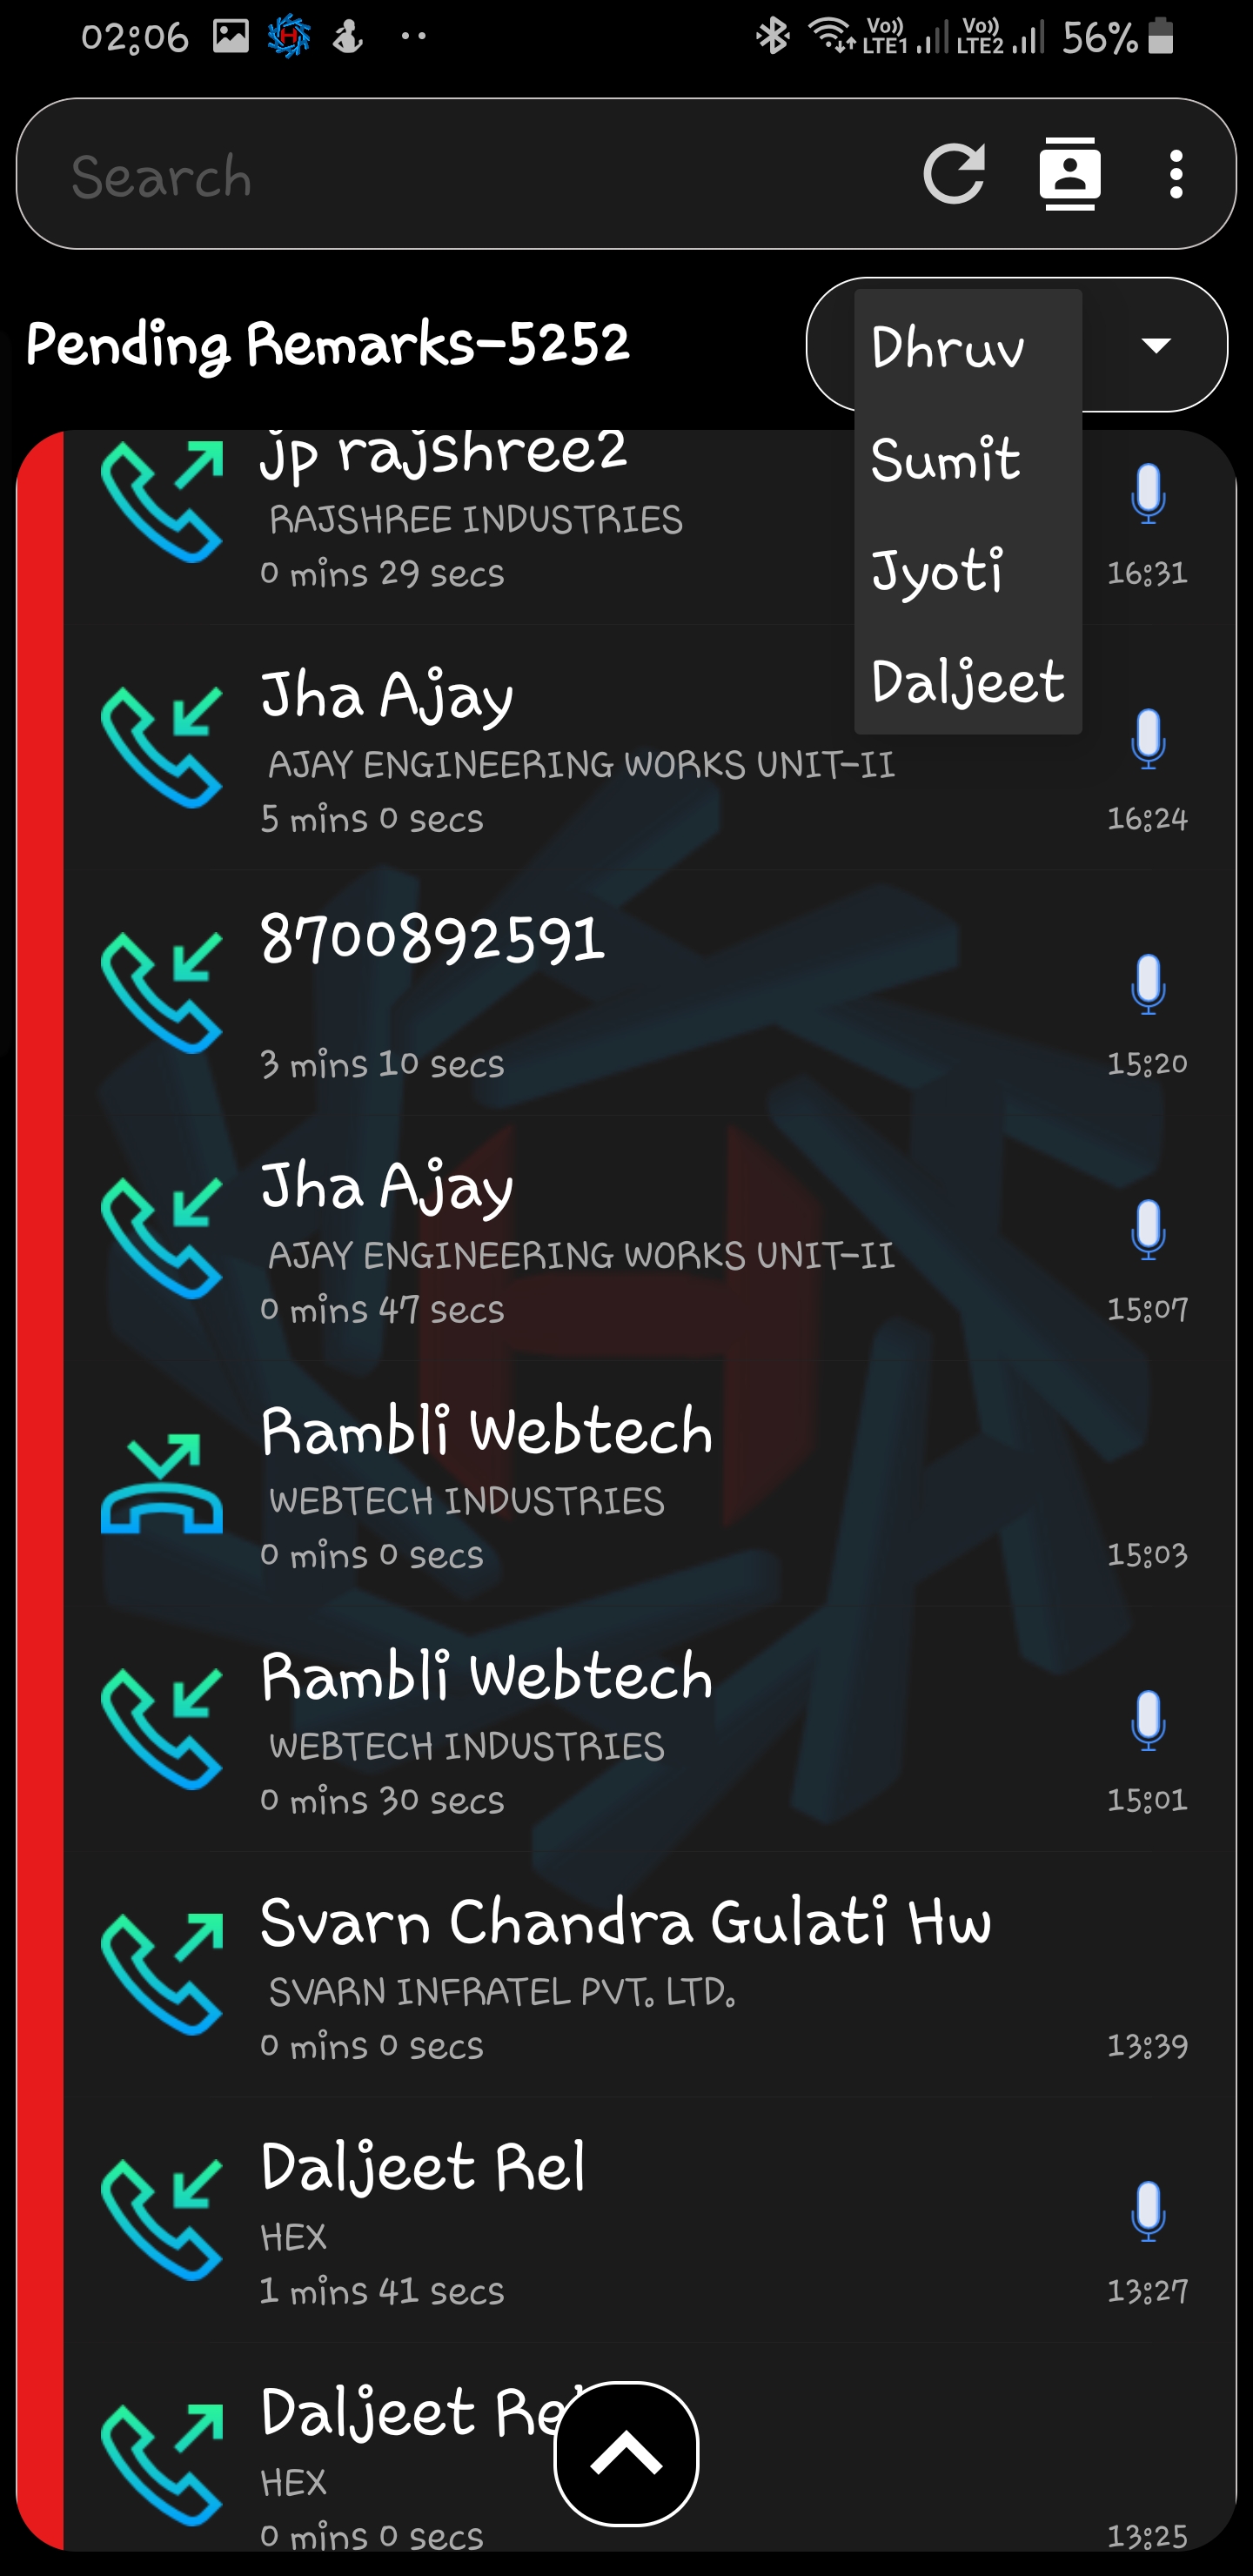 02:06
Vo)) LTE1
Vo)) LTE2
56%
Search
Pending Remarks-5252
Dhruv
Sumit
Jyoti
Daljeet
jp rajshree2
RAJSHREE INDUSTRIES
0 mins 29 secs
16:31
Jha Ajay
AJAY ENGINEERING WORKS UNIT-II
5 mins 0 secs
16:24
8700892591
3 mins 10 secs
15:20
Jha Ajay
AJAY ENGINEERING WORKS UNIT-II
0 mins 47 secs
15:07
Rambli Webtech
WEBTECH INDUSTRIES
0 mins 0 secs
15:03
Rambli Webtech
WEBTECH INDUSTRIES
0 mins 30 secs
15:01
Svarn Chandra Gulati Hw
SVARN INFRATEL PVT. LTD.
0 mins 0 secs
13:39
Daljeet Rel
HEX
1 mins 41 secs
13:27
Daljeet Rel
HEX
0 mins 0 secs
13:25